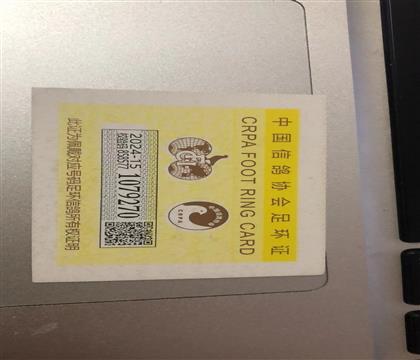 中国信鸽协会足环证
CRPA FOOT RING CARD
CRPA
2024-15
1079270
此证为佩戴对应号码足环信鸽所有权证明